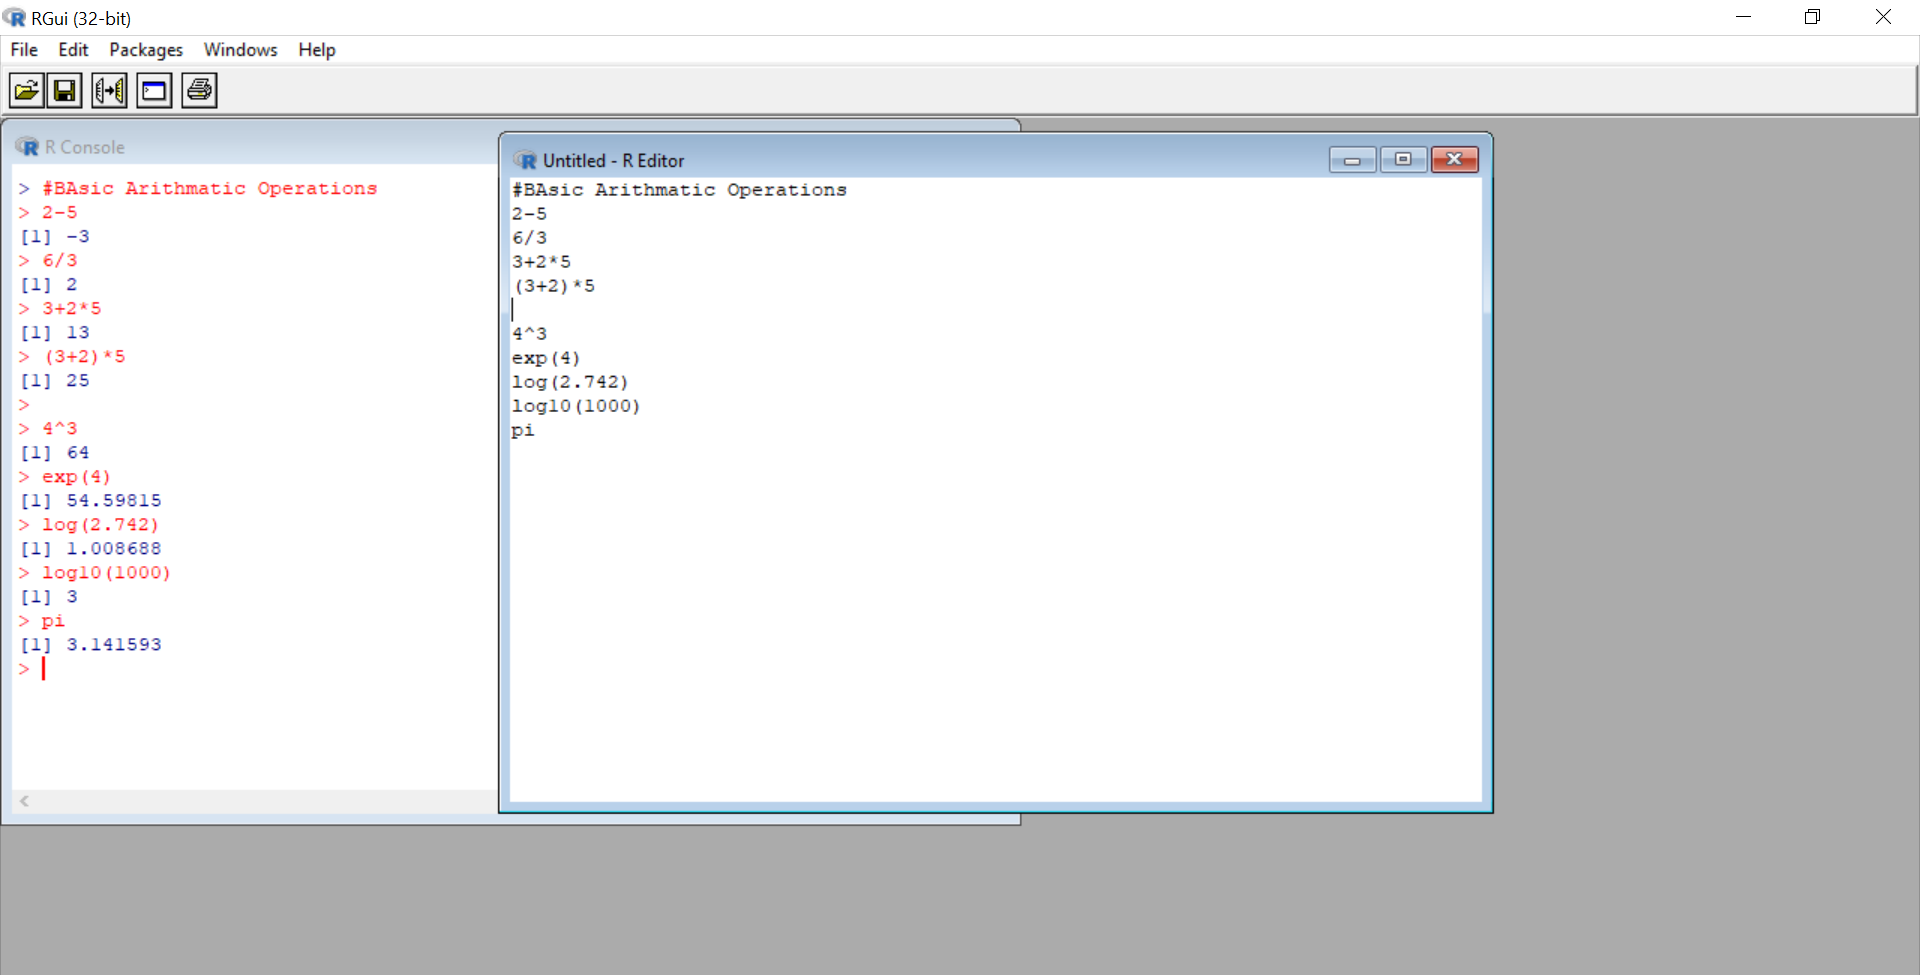 RGui (32-bit)
File Edit Packages Windows Help
R Console
> #BAsic Arithmatic Operations
> 2-5
[1] -3
> 6/3
[1] 2
> 3+2*5
[1] 13
> (3+2)*5
[1] 25
>
> 4^3
[1] 64
> exp(4)
[1] 54.59815
> log(2.742)
[1] 1.008688
> log10(1000)
[1] 3
> pi
[1] 3.141593
>
Untitled - R Editor
#BAsic Arithmatic Operations
2-5
6/3
3+2*5
(3+2)*5
4^3
exp(4)
log(2.742)
log10(1000)
pi